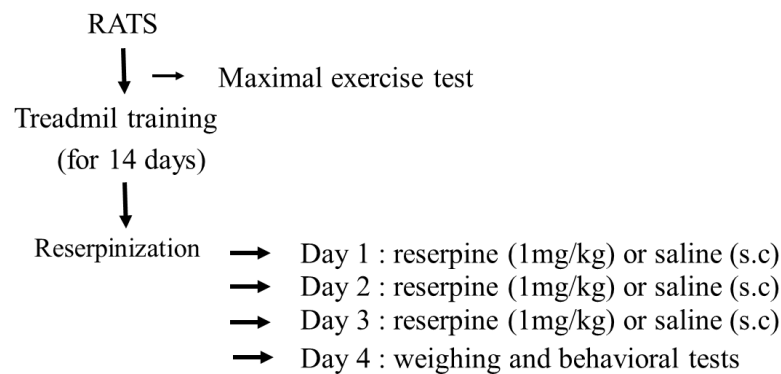 RATS
Maximal exercise test
Treadmil training
(for 14 days)
Reserpinization
Day 1 : reserpine (1mg/kg) or saline (s.c)
Day 2 : reserpine (1mg/kg) or saline (s.c)
Day 3 : reserpine (1mg/kg) or saline (s.c)
Day 4 : weighing and behavioral tests